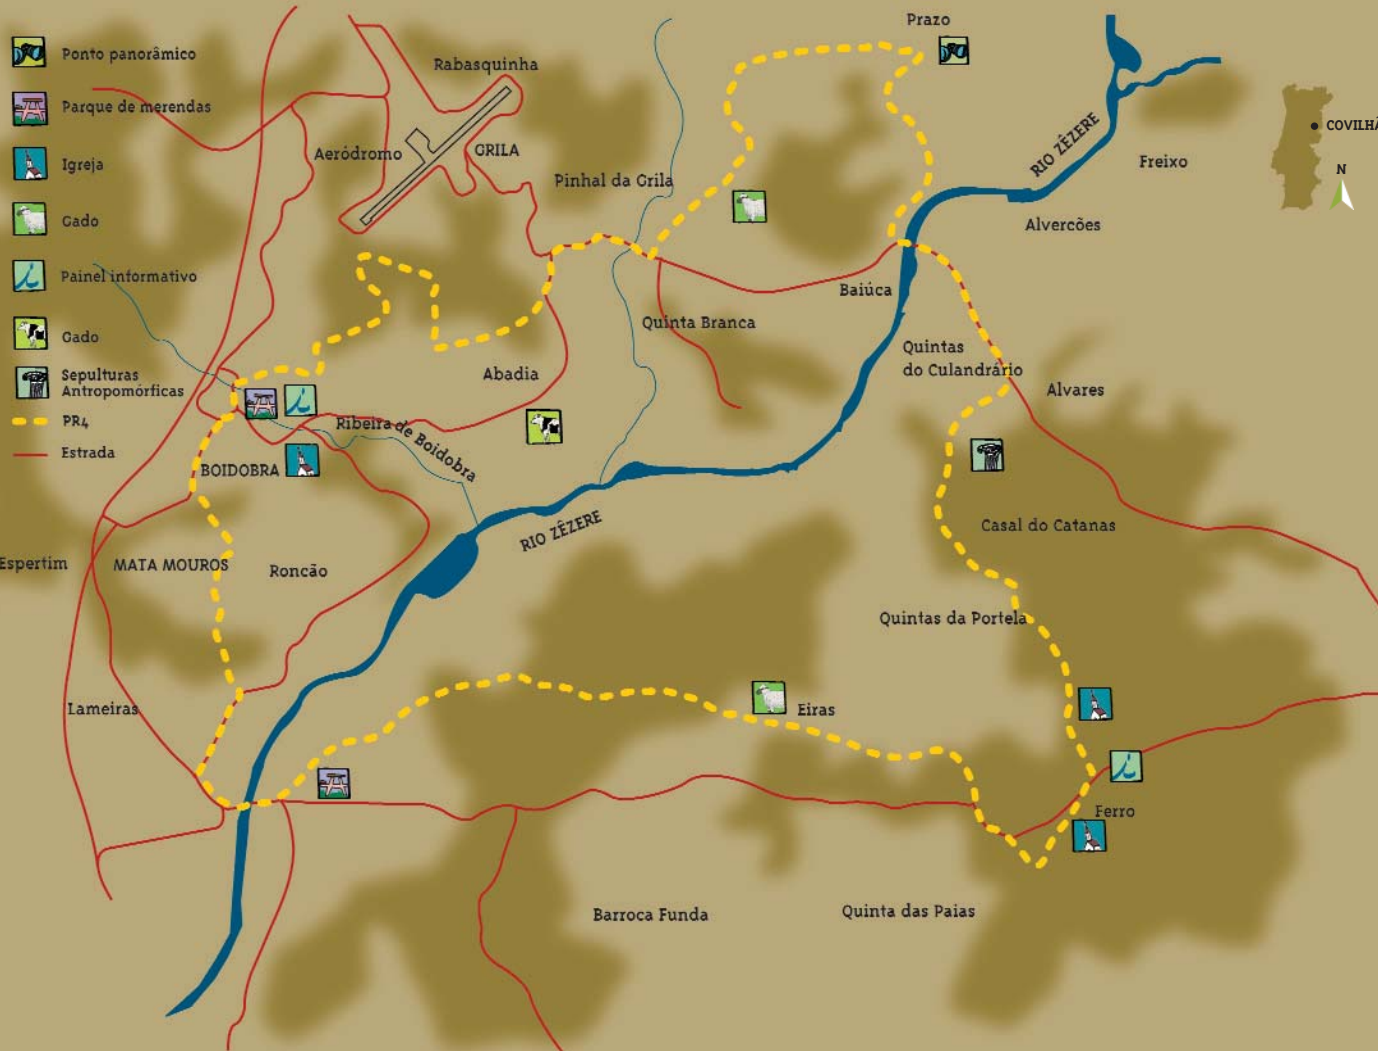 Ponto panorâmico
Parque de merendas
Igreja
Gado
Painel informativo
Gado
Sepulturas
Antropomórficas
PR4
Estrada
Prazo
Rabasquinha
Aeródromo
GRILA
Pinhal da Grila
RIO ZÊZERE
Freixo
Alvercões
COVILHÃ
N
Baiúca
Quinta Branca
Quintas
do Culandrário
Alvares
Abadia
Ribeira de Boidobra
BOIDOBRA
RIO ZÊZERE
Casal do Catanas
Espertim
MATA MOUROS
Roncão
Quintas da Portela
Lameiras
Eiras
Ferro
Barroca Funda
Quinta das Paias